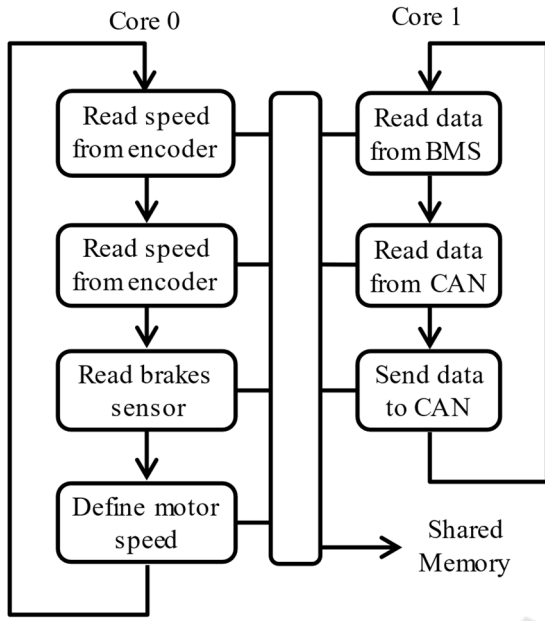 Core 0
Read speed
from encoder
Read speed
from encoder
Read brakes
sensor
Define motor
speed
Core 1
Read data
from BMS
Read data
from CAN
Send data
to CAN
Shared
Memory